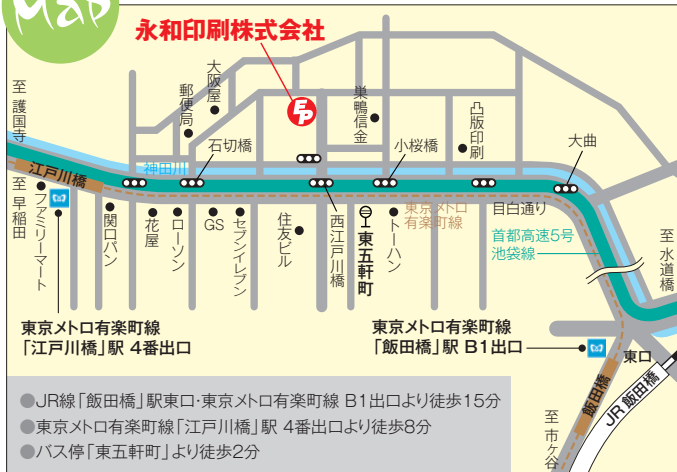 Map
永和印刷株式会社
至 護国寺
郵便局
大阪屋
EP
巣鴨信金
凸版印刷
石切橋
小桜橋
大曲
神田川
江戸川橋
至 早稲田
ファミリーマート
関口パン
花屋
ローソン
GS
セブンイレブン
住友ビル
西江戸川橋
東五軒町
トーハン
東京メトロ
有楽町線
目白通り
首都高速5号
池袋線
至 水道橋
東京メトロ有楽町線
「江戸川橋」駅 4番出口
東京メトロ有楽町線
「飯田橋」駅 B1出口
東口
飯田橋
JR 飯田橋
至 市ヶ谷
●JR線「飯田橋」駅東口・東京メトロ有楽町線 B1出口より徒歩15分
●東京メトロ有楽町線「江戸川橋」駅 4番出口より徒歩8分
●バス停「東五軒町」より徒歩2分